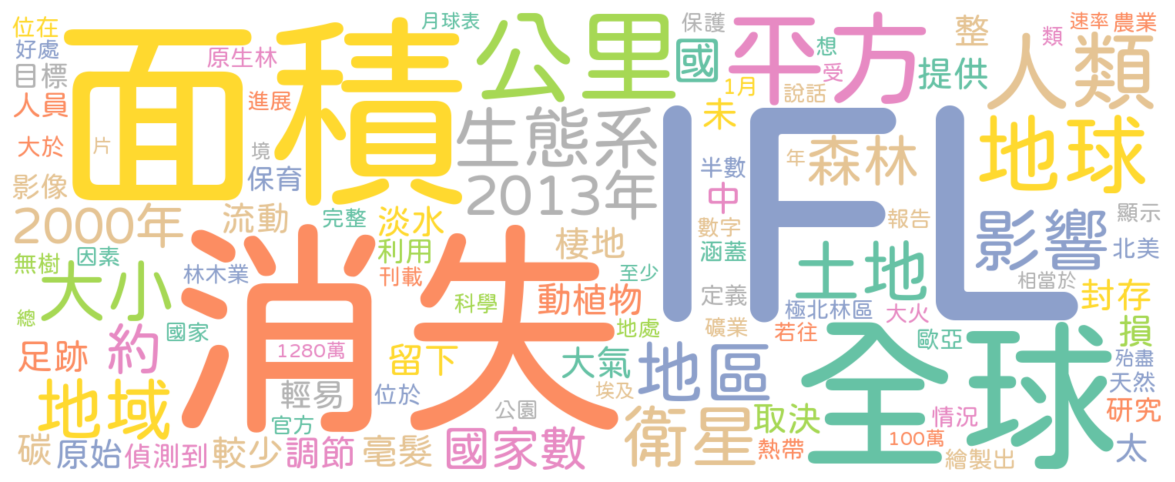 位在
月球表
保護
速率
農業
好處
面積
原生林
公里
國
平方
想
整
人類
類
目標
受
提供
人員
進展
1月
說話
未
大於
片
境
生態系
IFL
年
森林
地球
影像
保育
2013年
半數
中
2000年
流動
完整
淡水
數字
報告
影響
顯示
無樹
因素
利用
棲地
涵蓋
北美
大小
林木業
消失
刊載
至少
土地
相當於
總
國家
科學
動植物
定義
極北林區
封存
足跡
約
1280萬
地處
礦業
若往
大火
損
留下
大氣
地區
全球
歐亞
殆盡
地域
輕易
位於
埃及
天然
官方
公園
衛星
取決
情況
研究
碳
原始
偵測到
較少
調節
毫髮
國家數
熱帶
100萬
繪製出
太